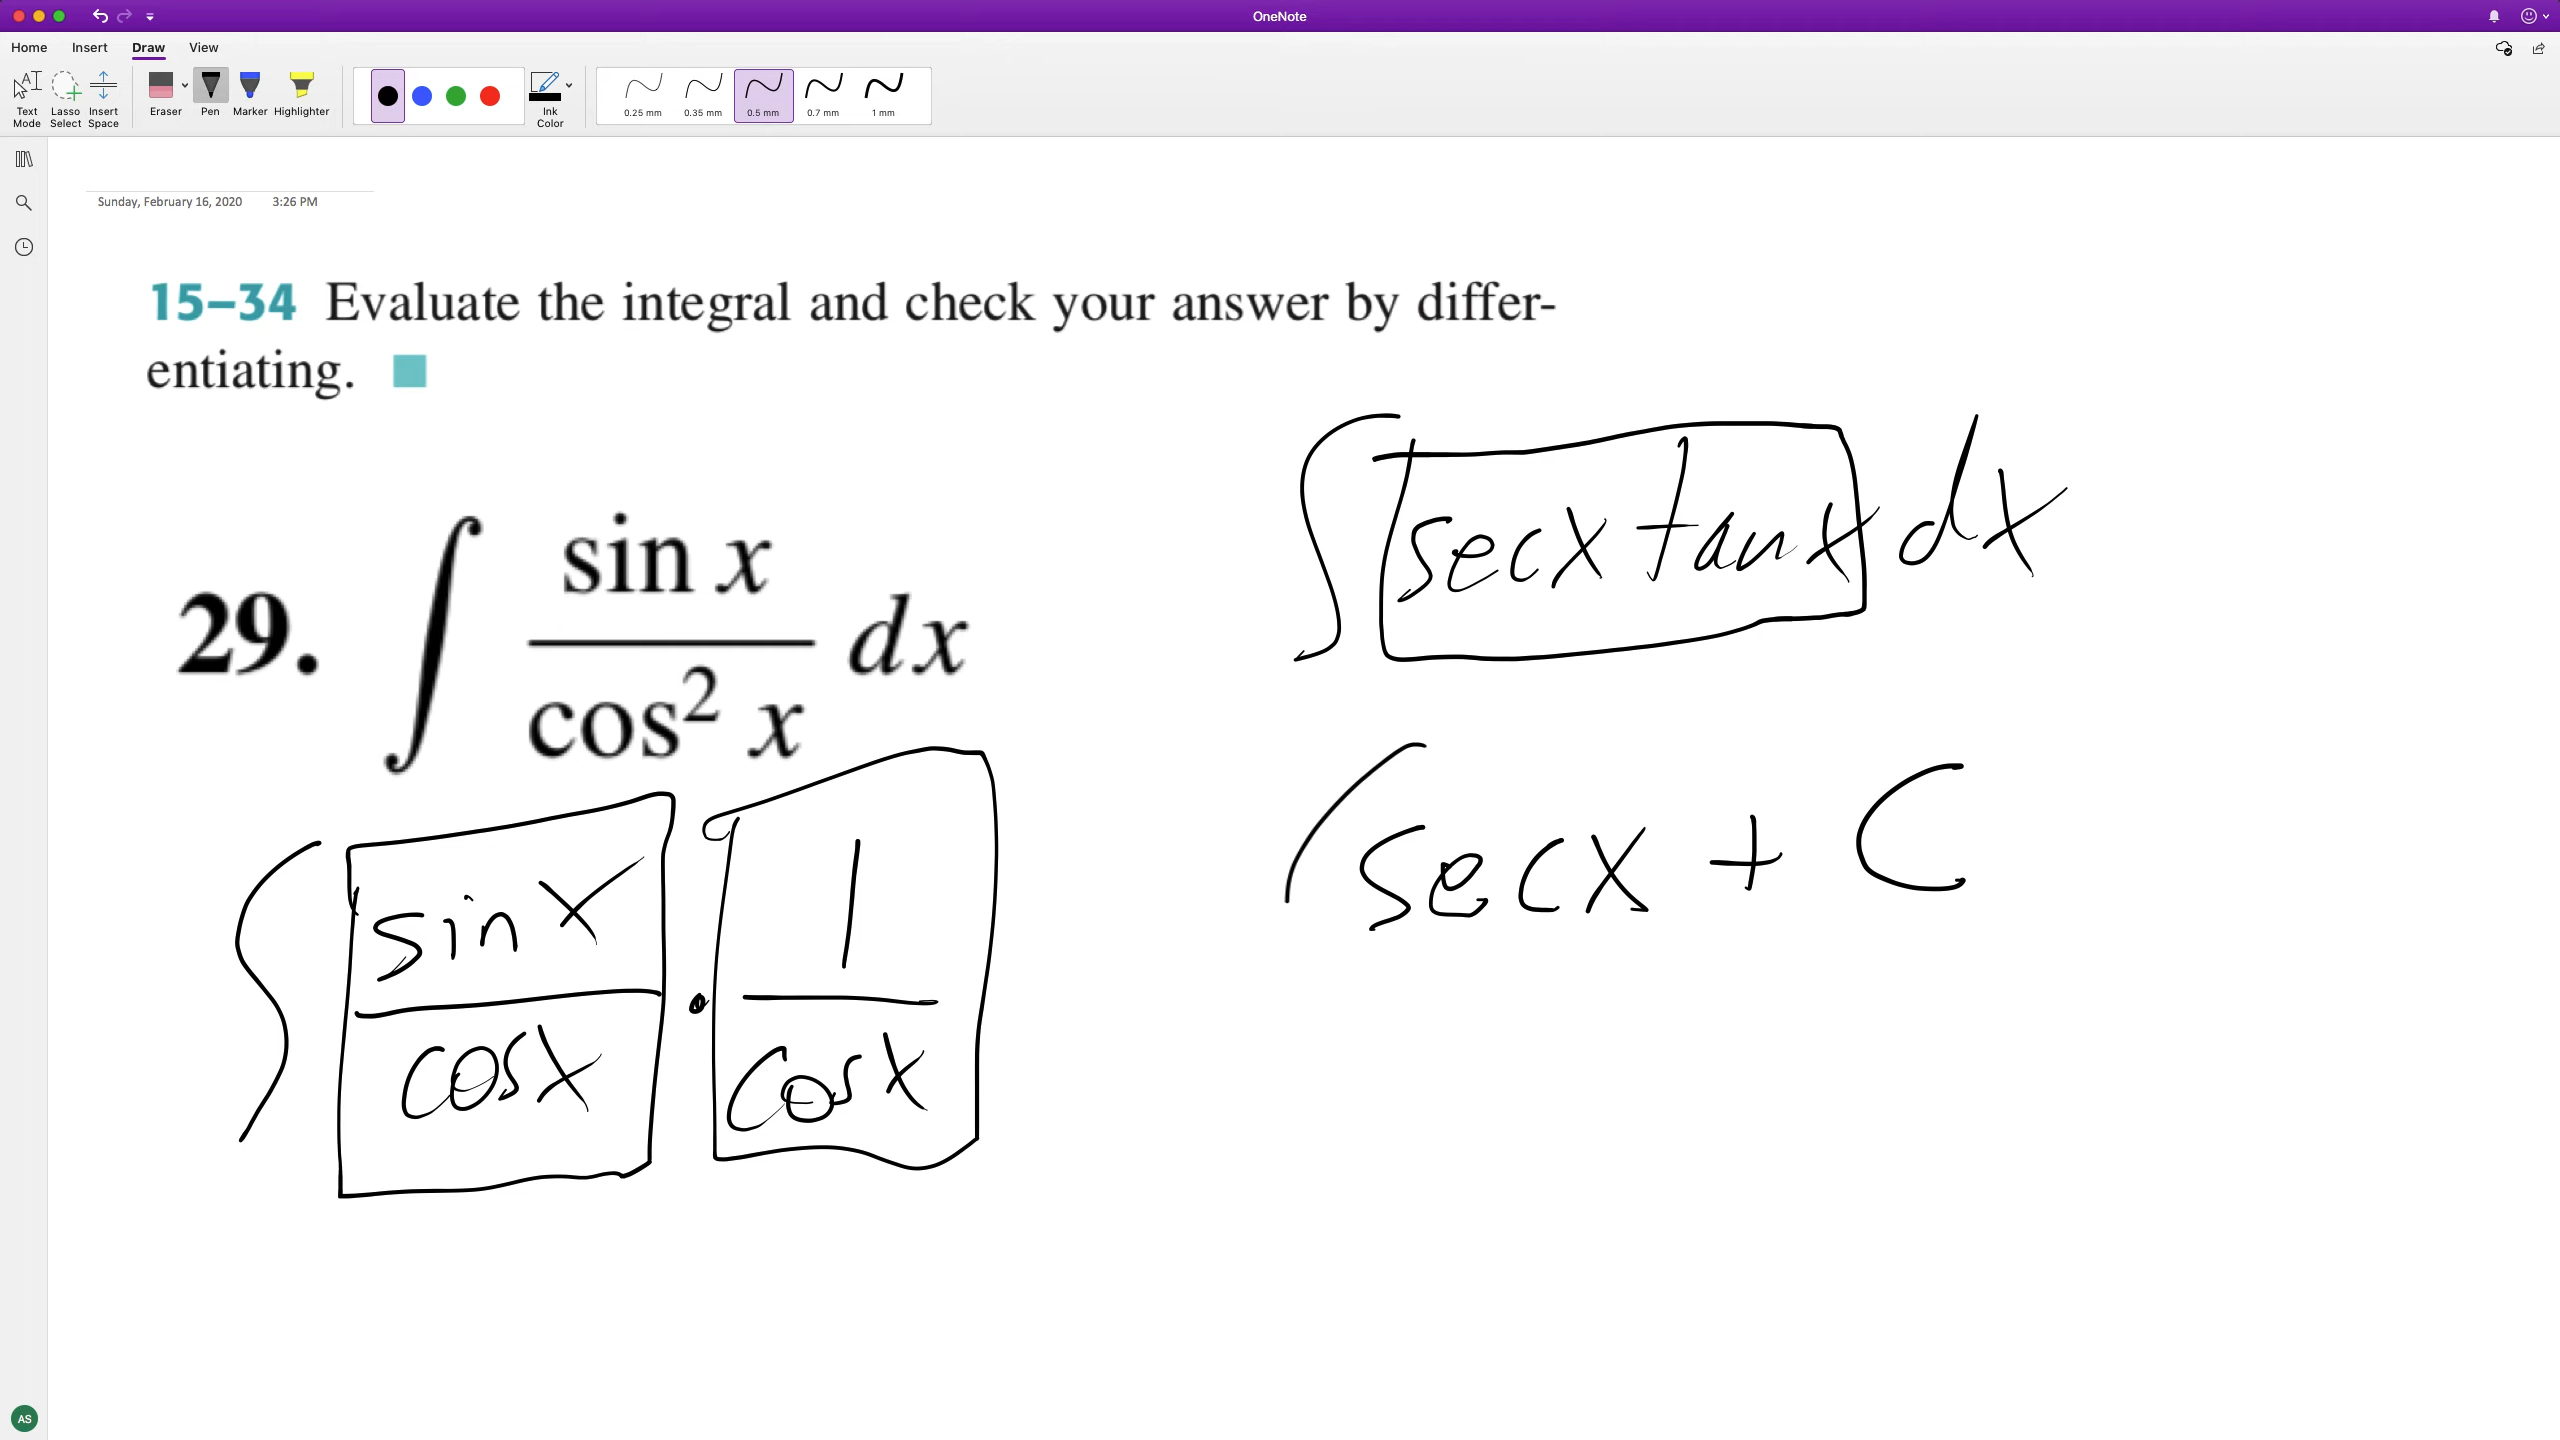 OneNote
Home Insert Draw View
Text Mode Lasso Select Insert Space Eraser Pen Marker Highlighter Ink Color 0.25 mm 0.35 mm 0.5 mm 0.7 mm 1 mm
Sunday, February 16, 2020 3:26 PM
15–34 Evaluate the integral and check your answer by differ-
entiating.
29. ∫ sin x / cos² x dx
∫ sin x / cos x · 1 / cos x
∫ sec x tan x dx
sec x + C
AS